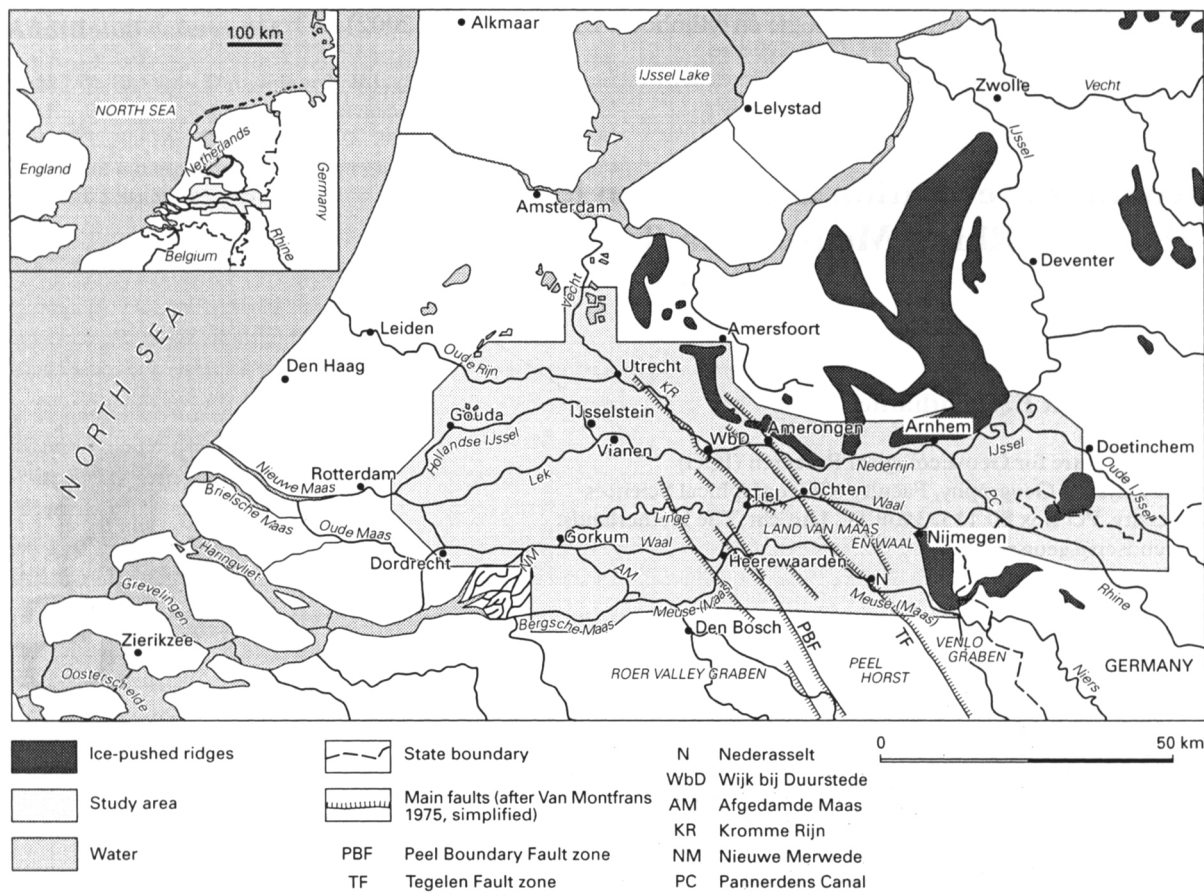 Alkmaar
100 km
IJssel Lake
Zwolle
Vecht
NORTH SEA
Lelystad
IJssel
Netherlands
England
Germany
Amsterdam
Belgium
Rhine
Deventer
Vecht
NORTH SEA
Leiden
Amersfoort
Oude Rijn
Den Haag
Utrecht
KR
Gouda
IJsselstein
Hollandse IJssel
Vianen
WbD
Amerongen
Arnhem
IJssel
Doetinchem
Nederrijn
Oude IJssel
Nieuwe Maas
Rotterdam
Lek
PC
Brielsche Maas
Oude Maas
Tiel
Ochten
Waal
Linge
LAND VAN MAAS
EN WAAL
Nijmegen
Haringvliet
Dordrecht
NM
Gorkum
Waal
Heerewaarden
AM
N
Grevelingen
Bergsche-Maas
Meuse (Maas)
Meuse (Maas)
Rhine
Zierikzee
Den Bosch
PBF
TF
VENLO
GRABEN
Oosterschelde
ROER VALLEY GRABEN
PEEL
HORST
Niers
GERMANY
Ice-pushed ridges
State boundary
N Nederasselt
0 50 km
WbD Wijk bij Duurstede
Study area
Main faults (after Van Montfrans
1975, simplified)
AM Afgedamde Maas
KR Kromme Rijn
Water
PBF Peel Boundary Fault zone
NM Nieuwe Merwede
TF Tegelen Fault zone
PC Pannerdens Canal